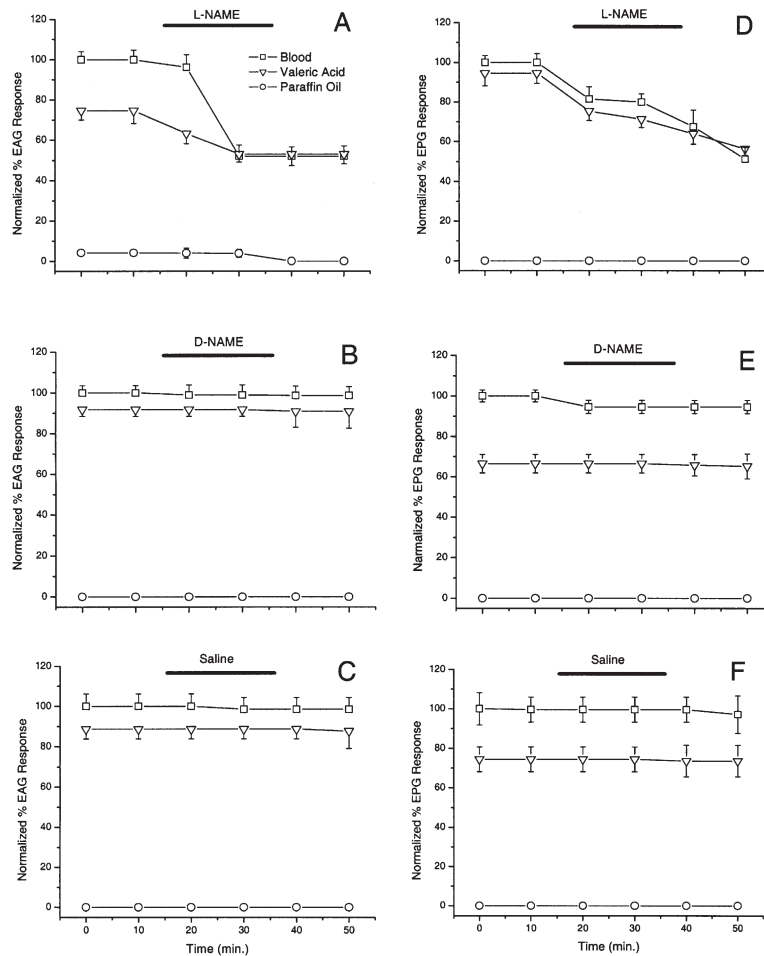 L-NAME
A
120
100
80
60
40
20
0
Normalized % EAG Response
Blood
Valeric Acid
Paraffin Oil
L-NAME
D
120
100
80
60
40
20
0
Normalized % EPG Response
D-NAME
B
120
100
80
60
40
20
0
Normalized % EAG Response
D-NAME
E
120
100
80
60
40
20
0
Narmalized % EPG Response
Saline
C
120
100
80
60
40
20
0
Normalized % EAG Response
0 10 20 30 40 50
Time (min.)
Saline
F
120
100
80
60
40
20
0
Normalized % EPG Response
0 10 20 30 40 50
Time (min.)